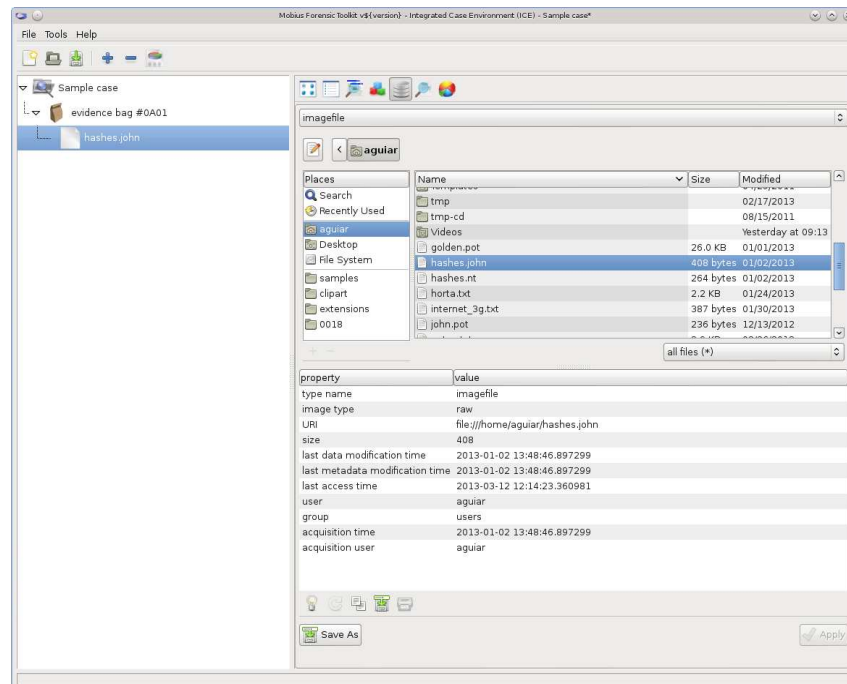 Mobius Forensic Toolkit v${version} - Integrated Case Environment (ICE) - Sample case*
File Tools Help
Sample case
evidence bag #0A01
hashes.john
imagefile
aguiar
Places
Search
Recently Used
aguiar
Desktop
File System
samples
clipart
extensions
0018
Name Size Modified
tmp 02/17/2013
tmp-cd 08/15/2011
Videos Yesterday at 09:13
golden.pot 26.0 KB 01/01/2013
hashes.john 408 bytes 01/02/2013
hashes.nt 264 bytes 01/02/2013
horta.txt 2.2 KB 01/24/2013
internet_3g.txt 387 bytes 01/30/2013
john.pot 236 bytes 12/13/2012
all files (*)
property value
type name imagefile
image type raw
URI file:///home/aguiar/hashes.john
size 408
last data modification time 2013-01-02 13:48:46.897299
last metadata modification time 2013-01-02 13:48:46.897299
last access time 2013-03-12 12:14:23.360981
user aguiar
group users
acquisition time 2013-01-02 13:48:46.897299
acquisition user aguiar
Save As
Apply